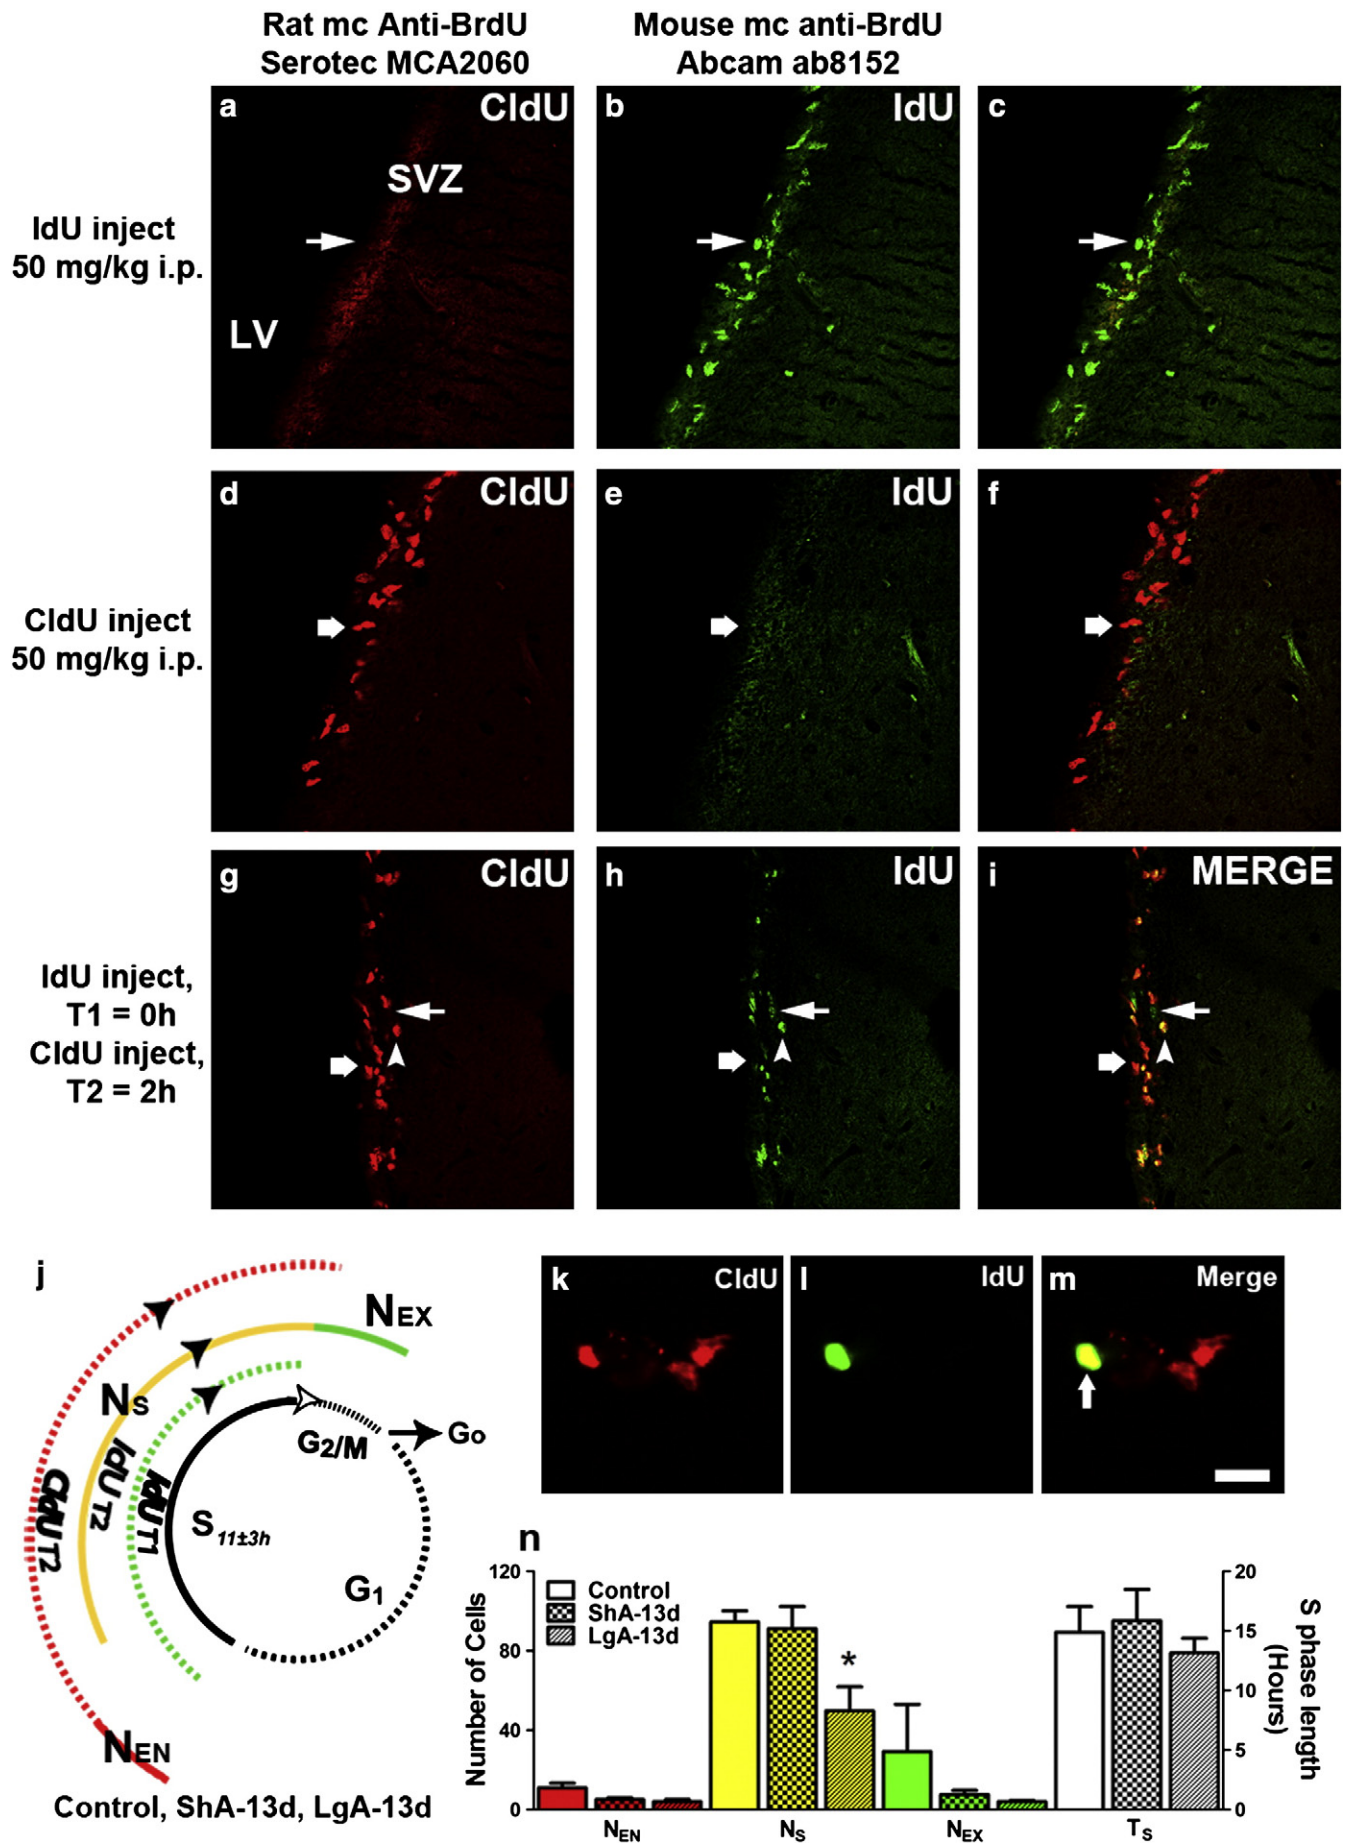 Rat mc Anti-BrdU
Serotec MCA2060
Mouse mc anti-BrdU
Abcam ab8152
IdU inject
50 mg/kg i.p.
a
CldU
SVZ
LV
b
IdU
c
CldU inject
50 mg/kg i.p.
d
CldU
e
IdU
f
IdU inject,
T1 = 0h
CldU inject,
T2 = 2h
g
CldU
h
IdU
i
MERGE
j
NEX
NS
CldU T2
IdU T2
IdU T1
S 11±3h
G2/M
Go
G1
NEN
Control, ShA-13d, LgA-13d
k
CldU
l
IdU
m
Merge
n
Number of Cells
120
80
40
0
Control
ShA-13d
LgA-13d
*
20
15
10
5
0
S phase length
(Hours)
NEN
NS
NEX
TS